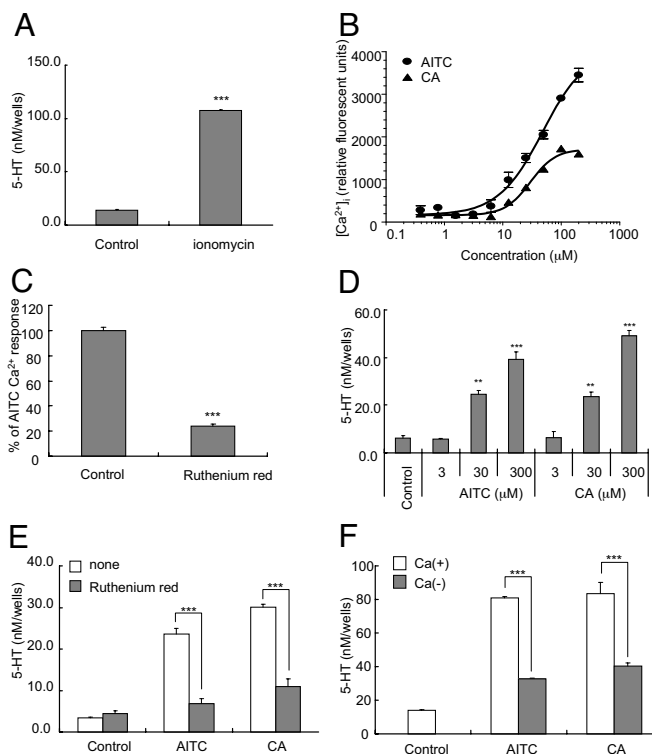 A
150.0
100.0
50.0
0.0
5-HT (nM/wells)
***
Control ionomycin
B
4000
2800
1000
0
[Ca²⁺]ᵢ (relative fluorescent units)
AITC
CA
0.1 1 10 100 1000
Concentration (μM)
C
120
100
80
60
40
20
0
% of AITC Ca²⁺ response
***
Control Ruthenium red
D
60.0
40.0
20.0
0.0
5-HT (nM/wells)
** *** ** ***
Control 3 30 300 3 30 300
AITC (μM) CA (μM)
E
none
Ruthenium red
40.0
30.0
20.0
10.0
0.0
5-HT (nM/wells)
*** ***
Control AITC CA
F
Ca(+)
Ca(-)
80
60
40
20
0
5-HT (nM/wells)
*** ***
Control AITC CA